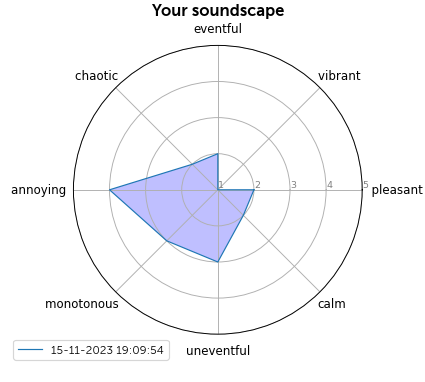 Your soundscape
eventful
chaotic
vibrant
annoying
1
2
3
4
5
pleasant
monotonous
calm
15-11-2023 19:09:54
uneventful